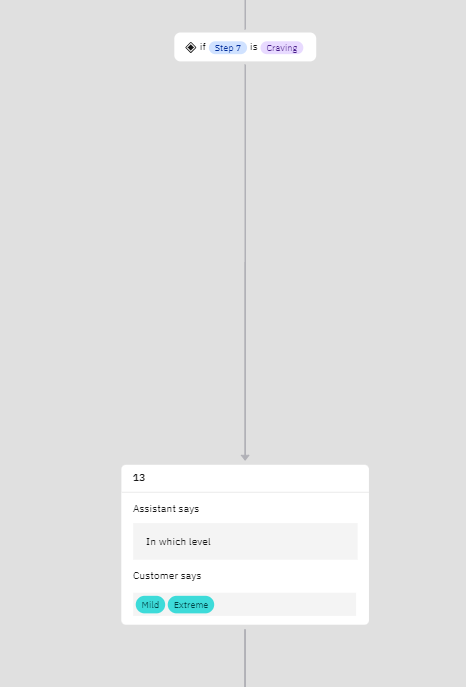 if Step 7 is Craving
13
Assistant says
In which level
Customer says
Mild Extreme